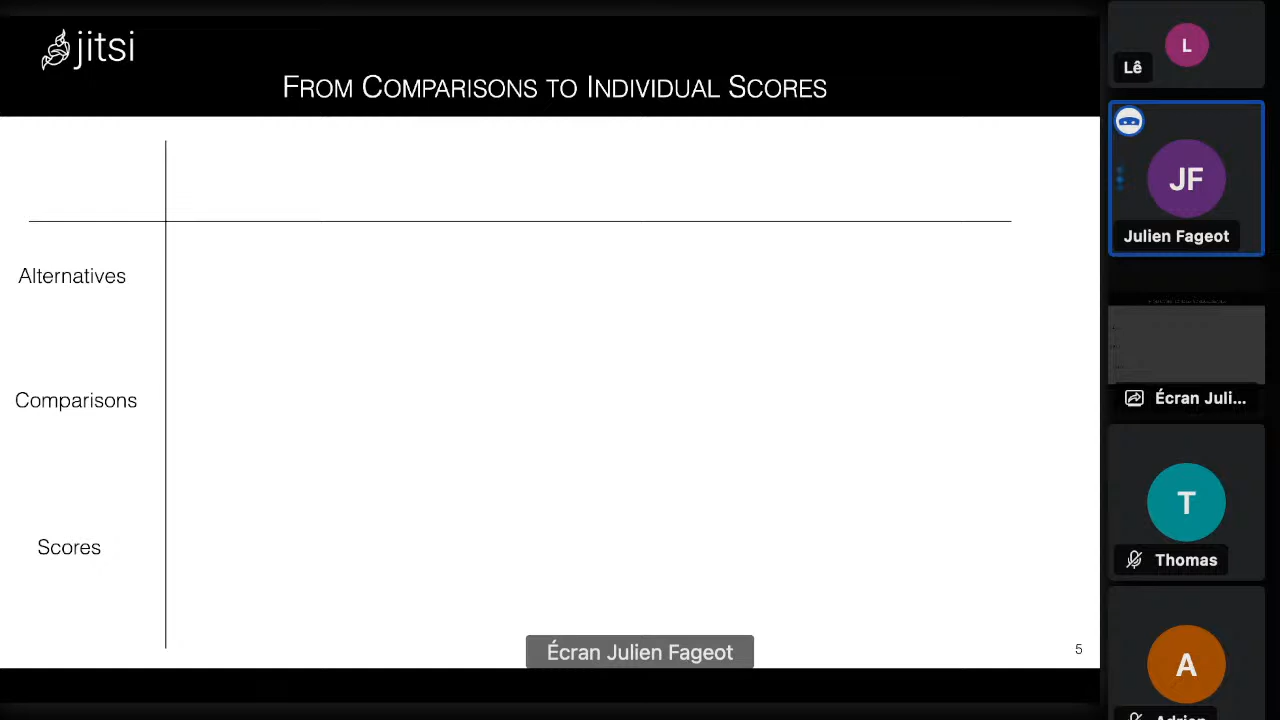 jitsi
FROM COMPARISONS TO INDIVIDUAL SCORES
Alternatives
Comparisons
Scores
Écran Julien Fageot
5
L
Lê
JF
Julien Fageot
Écran Juli...
T
Thomas
A
Adrien